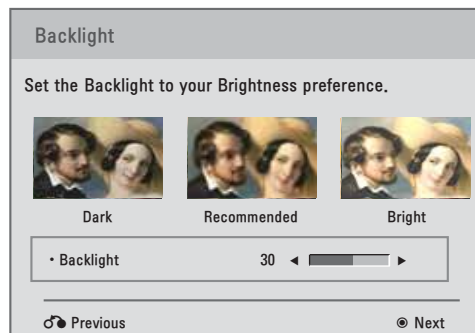 Backlight
Set the Backlight to your Brightness preference.
Dark Recommended Bright
• Backlight 30 ◄ ►
Previous ◉ Next